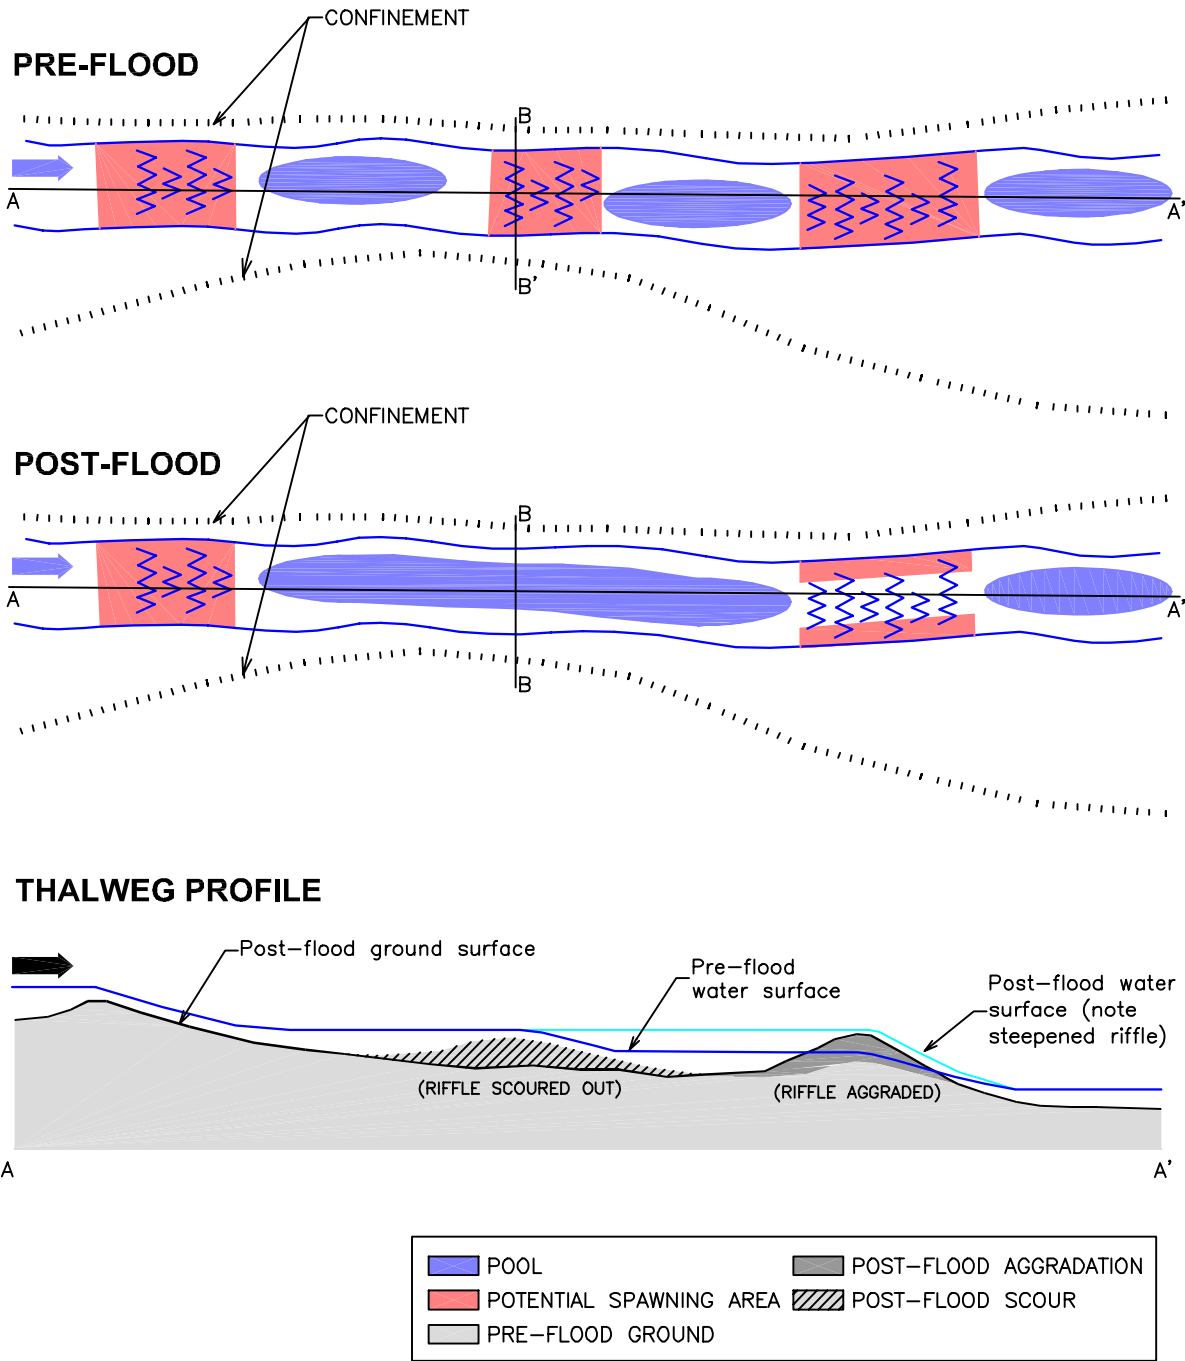 CONFINEMENT
PRE-FLOOD
B
A
A'
B'
CONFINEMENT
POST-FLOOD
B
A
A'
B
THALWEG PROFILE
Post-flood ground surface
Pre-flood
water surface
Post-flood water
surface (note
steepened riffle)
(RIFFLE SCOURED OUT)
(RIFFLE AGGRADED)
A
A'
POOL
POST-FLOOD AGGRADATION
POTENTIAL SPAWNING AREA
POST-FLOOD SCOUR
PRE-FLOOD GROUND